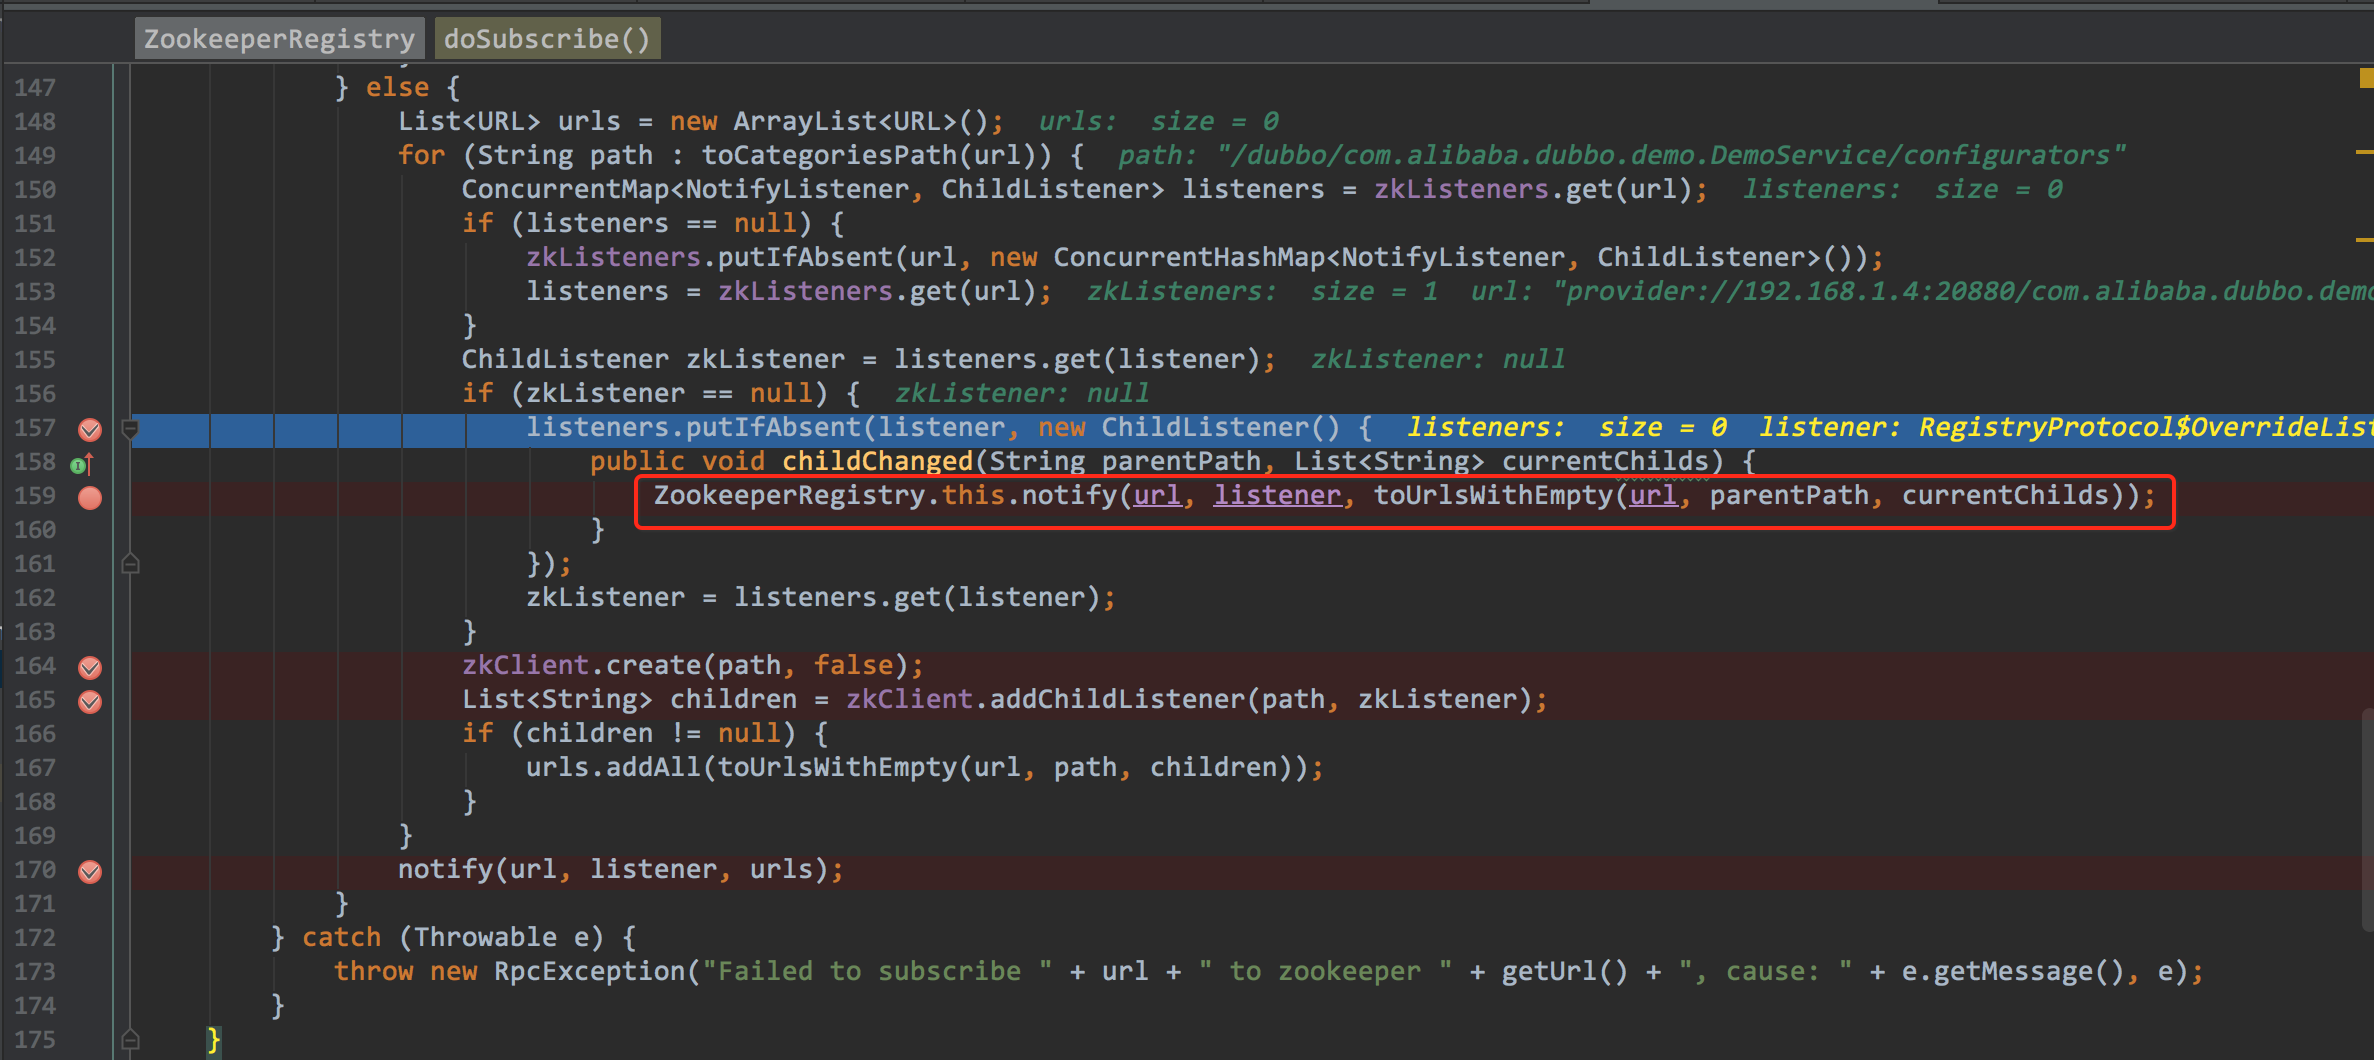 ZookeeperRegistry doSubscribe()
147 } else {
148 List<URL> urls = new ArrayList<URL>(); urls: size = 0
149 for (String path : toCategoriesPath(url)) { path: "/dubbo/com.alibaba.dubbo.demo.DemoService/configurators"
150 ConcurrentMap<NotifyListener, ChildListener> listeners = zkListeners.get(url); listeners: size = 0
151 if (listeners == null) {
152 zkListeners.putIfAbsent(url, new ConcurrentHashMap<NotifyListener, ChildListener>());
153 listeners = zkListeners.get(url); zkListeners: size = 1 url: "provider://192.168.1.4:20880/com.alibaba.dubbo.demo
154 }
155 ChildListener zkListener = listeners.get(listener); zkListener: null
156 if (zkListener == null) { zkListener: null
157 listeners.putIfAbsent(listener, new ChildListener() { listeners: size = 0 listener: RegistryProtocol$OverrideList
158 public void childChanged(String parentPath, List<String> currentChilds) {
159 ZookeeperRegistry.this.notify(url, listener, toUrlsWithEmpty(url, parentPath, currentChilds));
160 }
161 });
162 zkListener = listeners.get(listener);
163 }
164 zkClient.create(path, false);
165 List<String> children = zkClient.addChildListener(path, zkListener);
166 if (children != null) {
167 urls.addAll(toUrlsWithEmpty(url, path, children));
168 }
169 }
170 notify(url, listener, urls);
171 }
172 } catch (Throwable e) {
173 throw new RpcException("Failed to subscribe " + url + " to zookeeper " + getUrl() + ", cause: " + e.getMessage(), e);
174 }
175 }